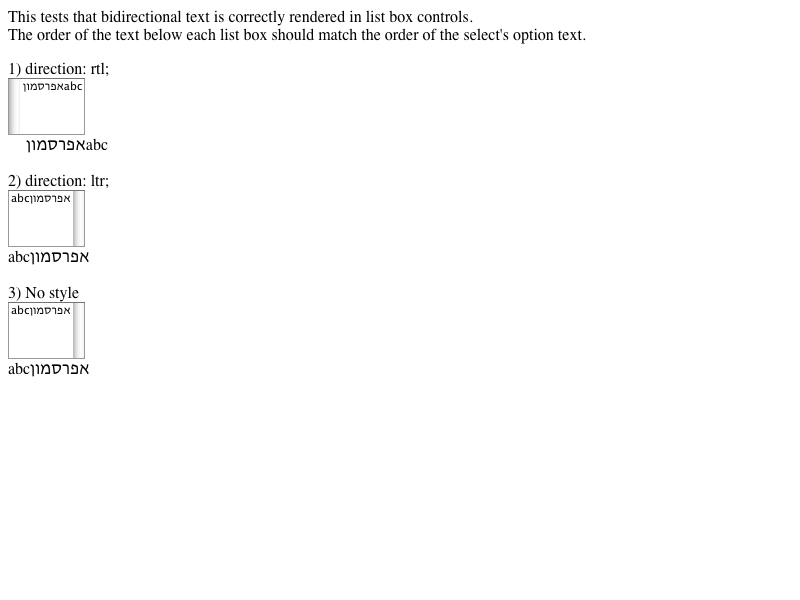 This tests that bidirectional text is correctly rendered in list box controls.
The order of the text below each list box should match the order of the select's option text.
1) direction: rtl;
abcאפרסמון
abcאפרסמון
2) direction: ltr;
abcאפרסמון
abcאפרסמון
3) No style
abcאפרסמון
abcאפרסמון